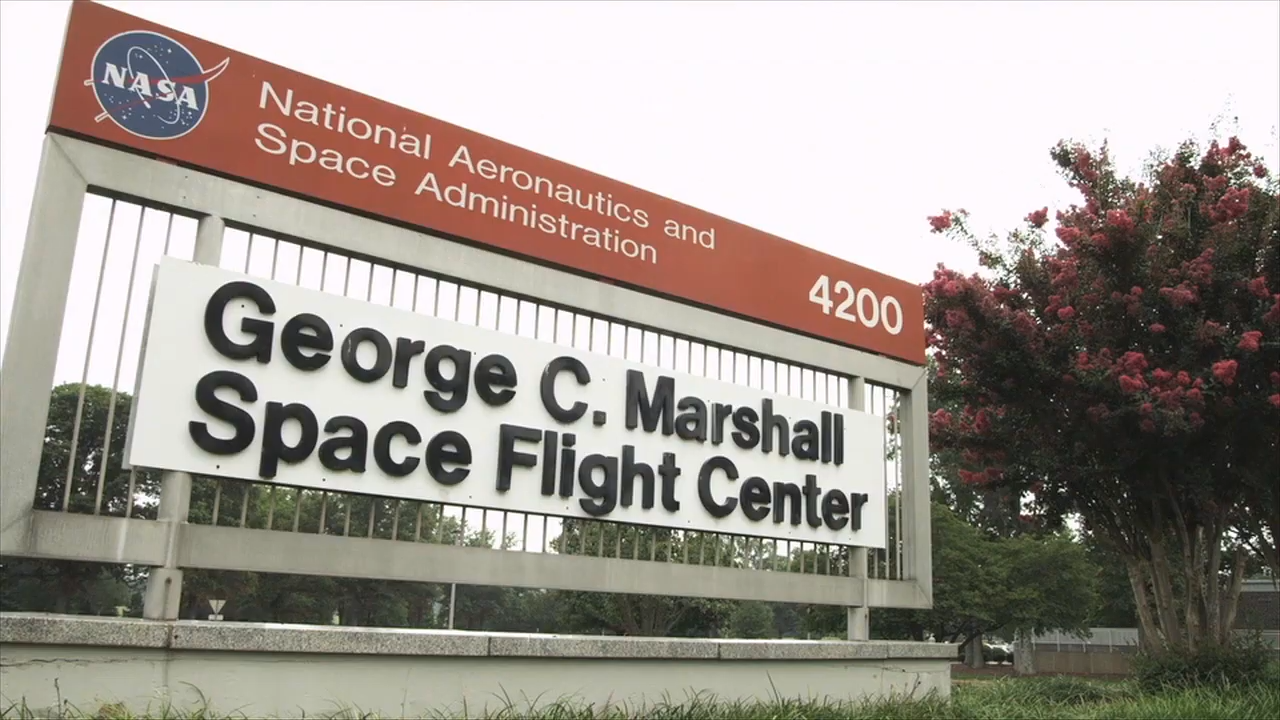 NASA
National Aeronautics and
Space Administration
4200
George C. Marshall
Space Flight Center